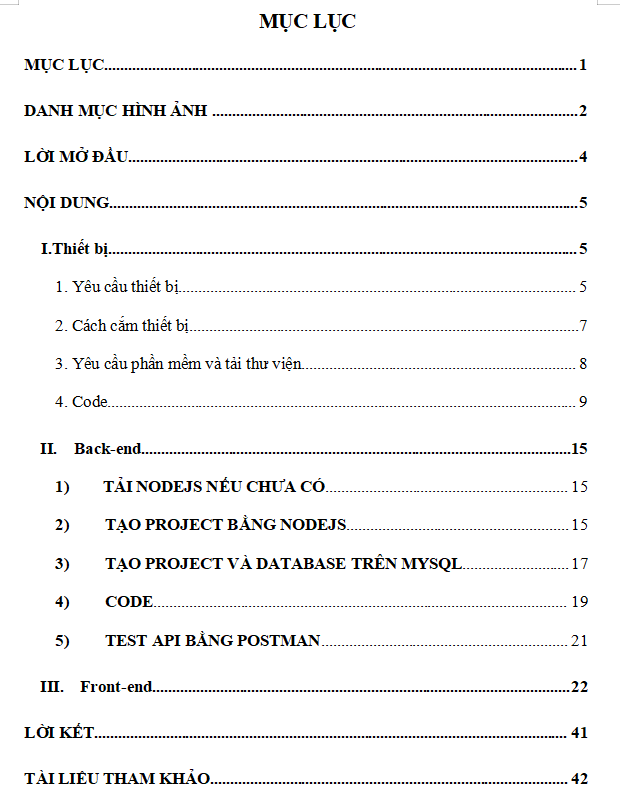 MỤC LỤC
MỤC LỤC.....1
DANH MỤC HÌNH ẢNH.....2
LỜI MỞ ĐẦU.....4
NỘI DUNG.....5
I.Thiết bị.....5
1. Yêu cầu thiết bị.....5
2. Cách cắm thiết bị.....7
3. Yêu cầu phần mềm và tải thư viện.....8
4. Code.....9
II. Back-end.....15
1) TẢI NODEJS NẾU CHƯA CÓ.....15
2) TẠO PROJECT BẰNG NODEJS.....15
3) TẠO PROJECT VÀ DATABASE TRÊN MYSQL.....17
4) CODE.....19
5) TEST API BẰNG POSTMAN.....21
III. Front-end.....22
LỜI KẾT.....41
TÀI LIỆU THAM KHẢO.....42